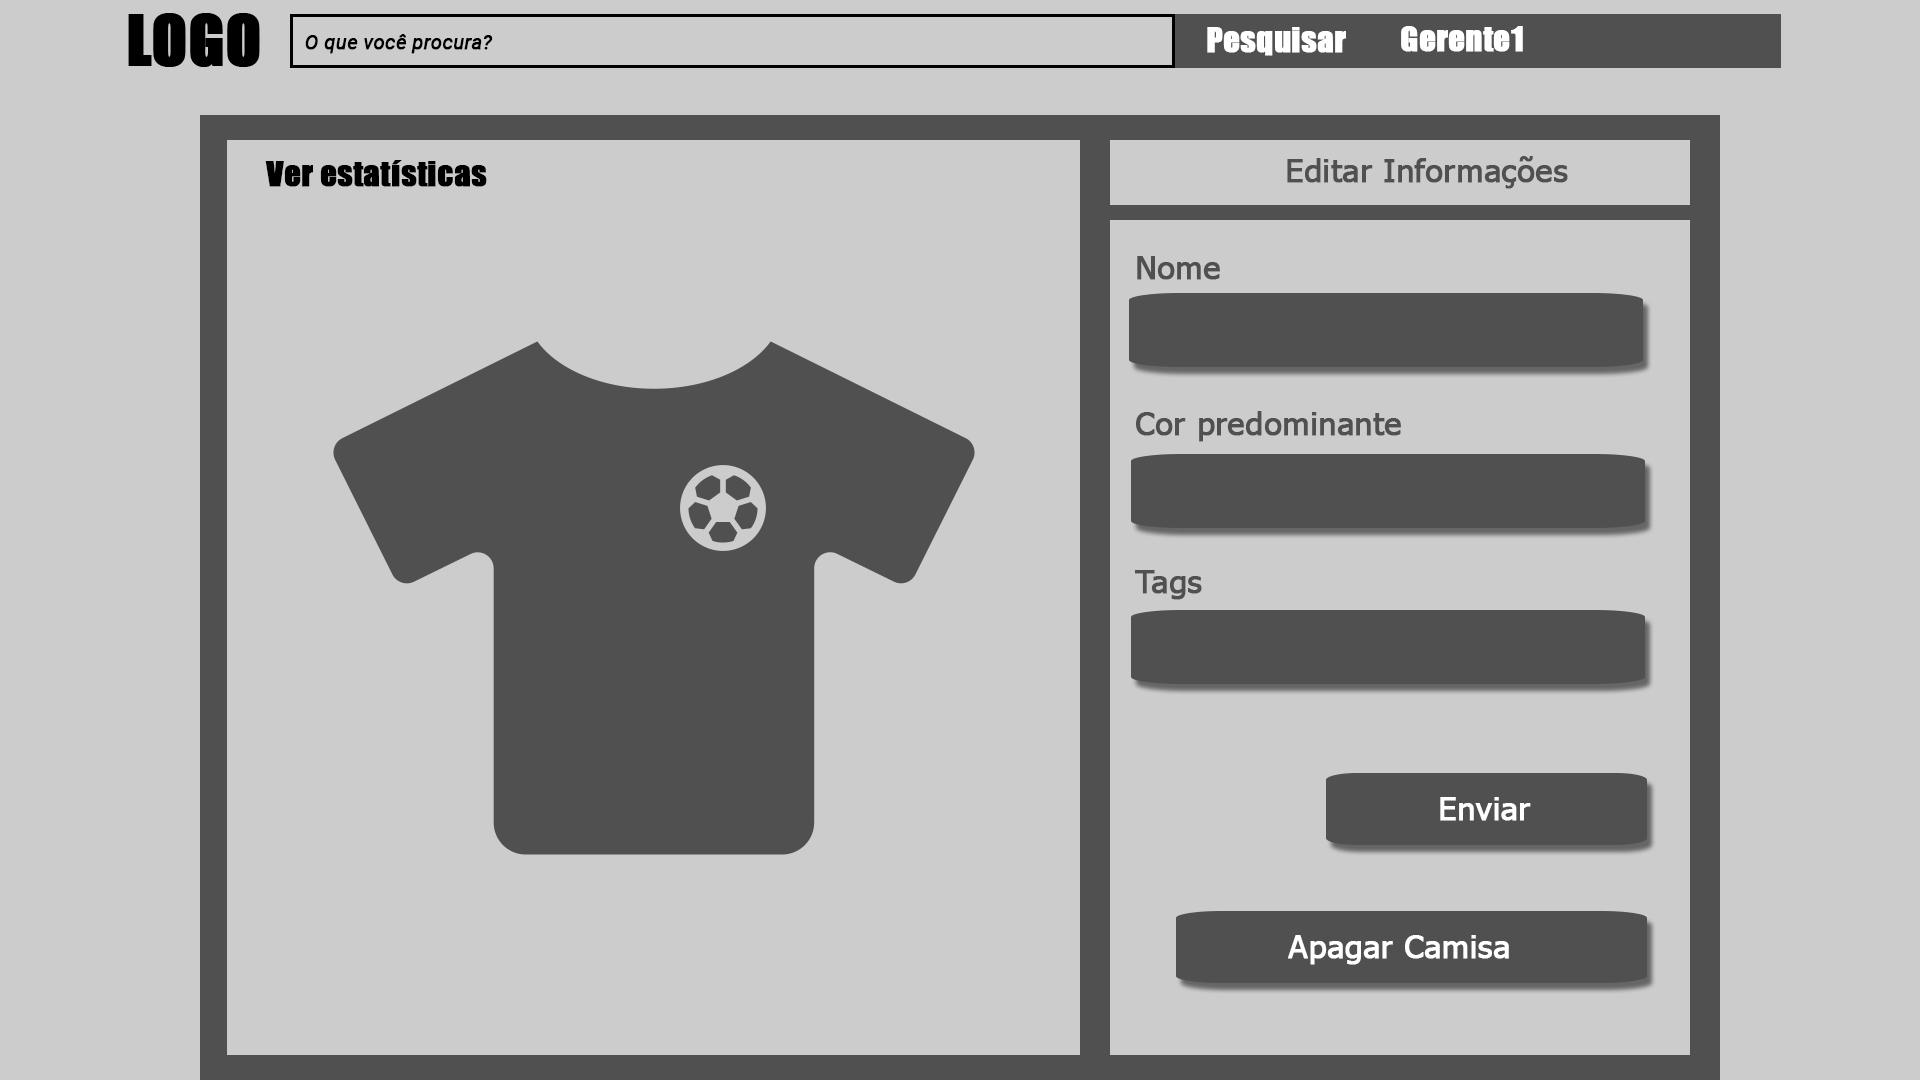 LOGO
O que você procura?
Pesquisar
Gerente1
Ver estatísticas
Editar Informações
Nome
Cor predominante
Tags
Enviar
Apagar Camisa